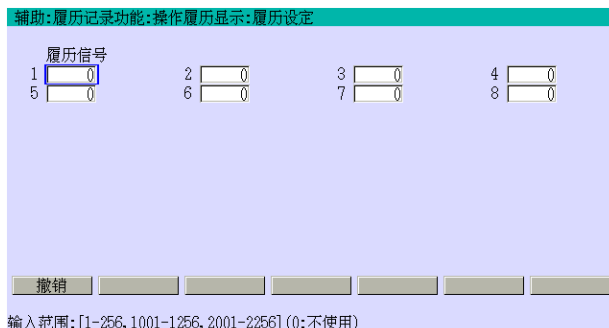 辅助:履历记录功能:操作履历显示:履历设定
履历信号
1 0 2 0 3 0 4 0
5 0 6 0 7 0 8 0
撤销
输入范围:[1-256,1001-1256,2001-2256](0:不使用)